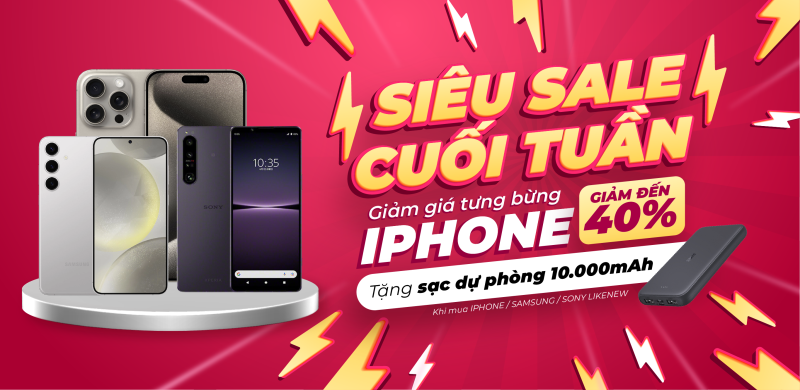 SIÊU SALE
CUỐI TUẦN
Giảm giá tưng bừng
IPHONE
GIẢM ĐẾN
40%
Tặng sạc dự phòng 10.000mAh
Khi mua IPHONE / SAMSUNG / SONY LIKENEW
10:35
SONY